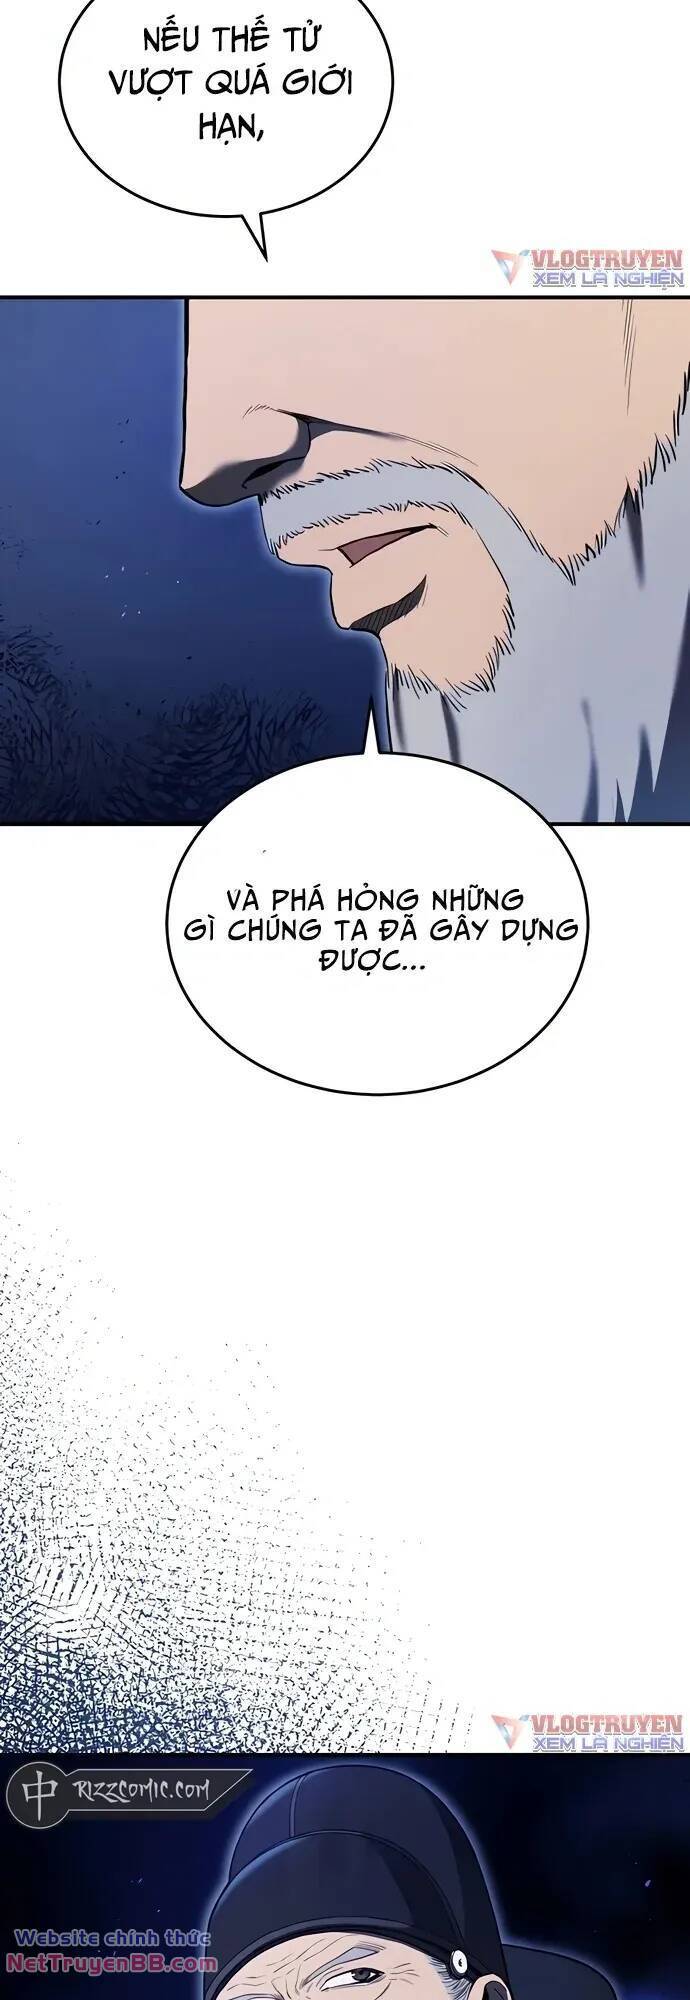 NẾU THẾ TỬ
VƯỢT QUÁ GIỚI
HẠN,
VLOGTRUYEN
XEM LÀ NGHIỆN
VÀ PHÁ HỎNG NHỮNG
GÌ CHÚNG TA ĐÃ GÂY DỰNG
ĐƯỢC...
VLOGTRUYEN
XEM LÀ NGHIỆN
中 RIZZCOMIC.COM
Website chính thức
NetTruyenBB.com